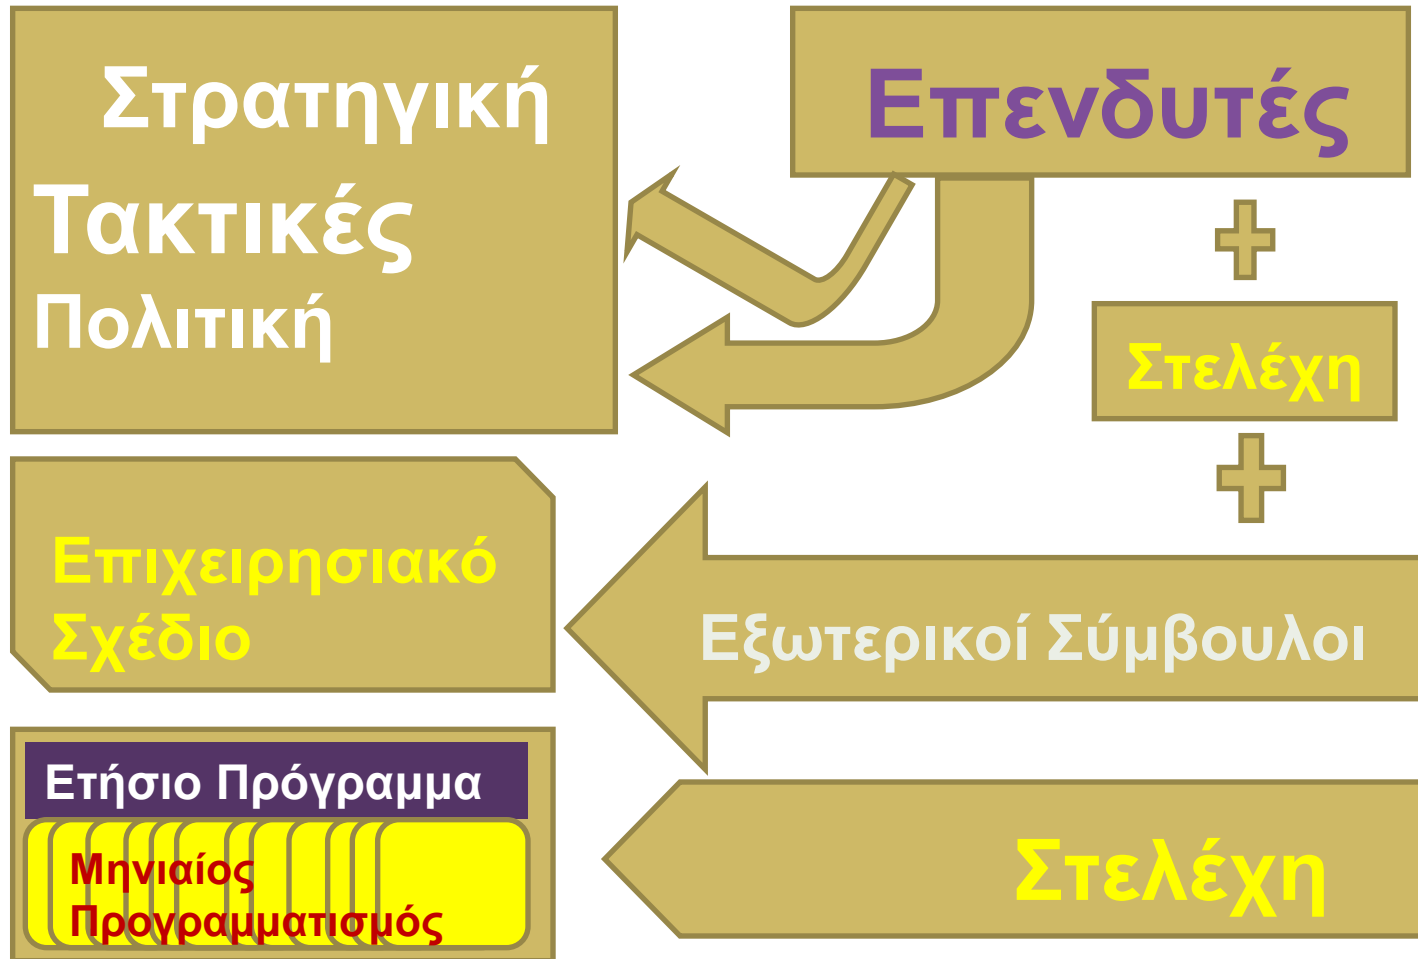 Στρατηγική
Τακτικές
Πολιτική
Επενδυτές
Στελέχη
Επιχειρησιακό
Σχέδιο
Εξωτερικοί Σύμβουλοι
Ετήσιο Πρόγραμμα
Μηνιαίος
Προγραμματισμός
Στελέχη